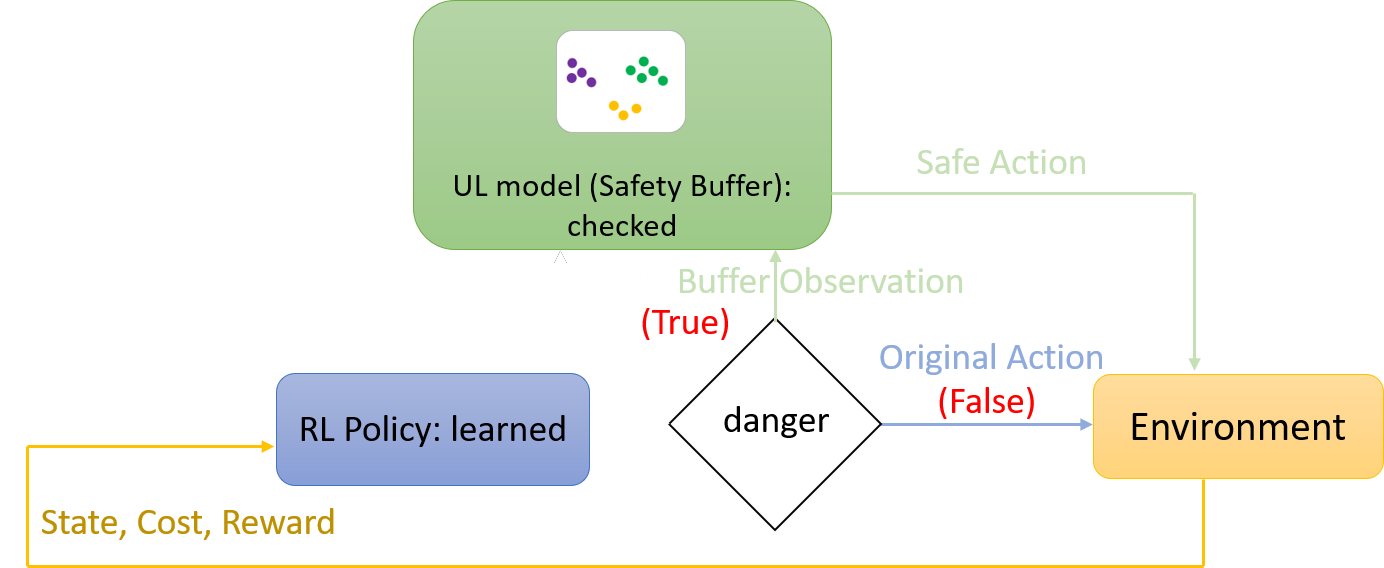 UL model (Safety Buffer):
checked
Safe Action
Buffer Observation
(True)
Original Action
(False)
RL Policy: learned
danger
Environment
State, Cost, Reward